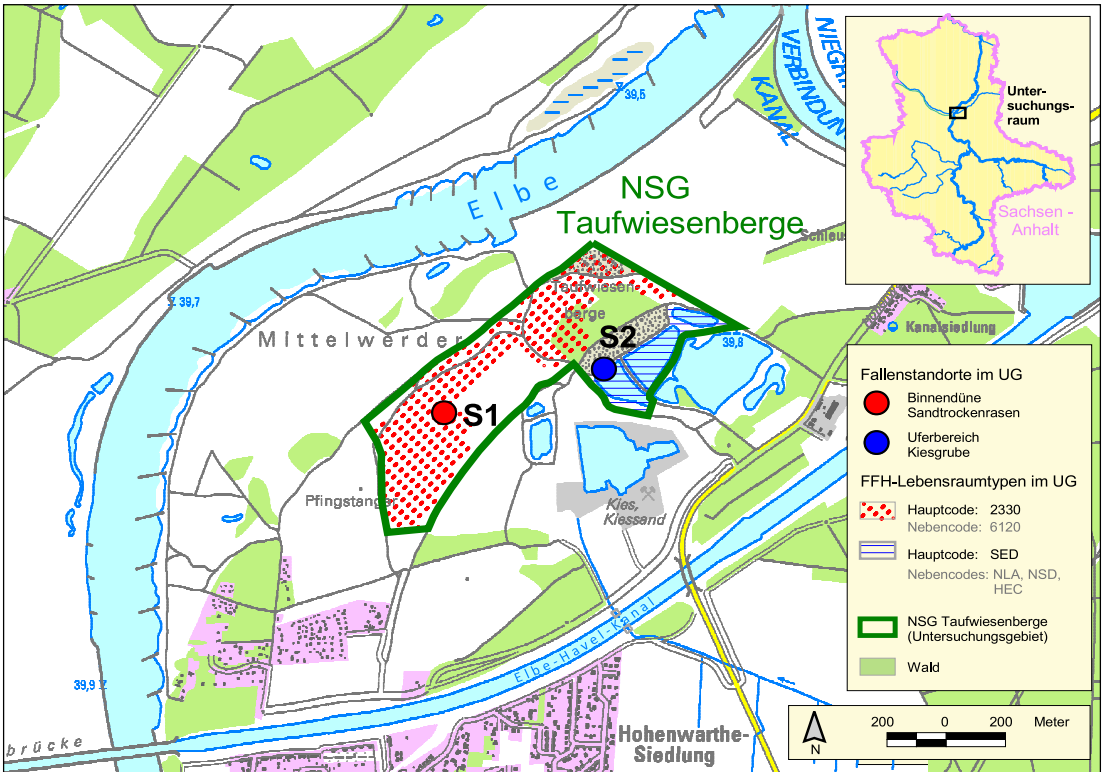 NIEGRI
VERBINDUN
KANAL
39,5
Elbe
NSG
Taufwiesenberge
Schleus
Taufwiesen
berge
39,7
Mittelwerder
S2
39,8
Kanalsiedlung
S1
Pfingstanger
Kies,
Kiessand
Elbe-Havel-Kanal
39,9
brücke
Hohenwarthe-
Siedlung
Unter-
suchungs-
raum
Sachsen -
Anhalt
Fallenstandorte im UG
Binnendüne
Sandtrockenrasen
Uferbereich
Kiesgrube
FFH-Lebensraumtypen im UG
Hauptcode: 2330
Nebencode: 6120
Hauptcode: SED
Nebencodes: NLA, NSD,
HEC
NSG Taufwiesenberge
(Untersuchungsgebiet)
Wald
200 0 200 Meter
N